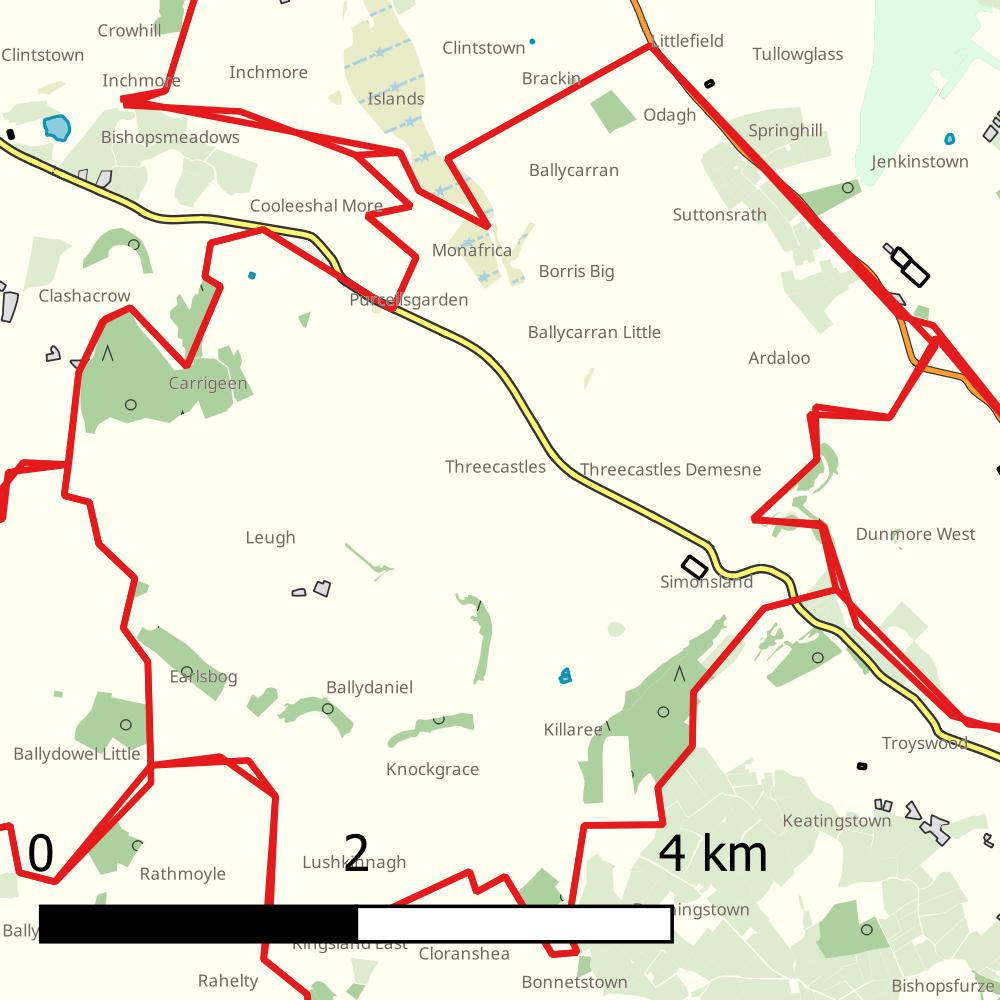 Crowhill
Littlefield
Clintstown
Clintstown
Tullowglass
Inchmore
Inchmore
Brackin
Islands
Odagh
Springhill
Bishopsmeadows
Jenkinstown
Ballycarran
Cooleeshal More
Suttonsrath
Monafrica
Borris Big
Clashacrow
Purcellsgarden
Ballycarran Little
Ardaloo
Carrigeen
Threecastles
Threecastles Demesne
Leugh
Dunmore West
Simonsland
Earlsbog
Ballydaniel
Killaree
Troyswood
Ballydowel Little
Knockgrace
Keatingstown
0
2
4 km
Lushkinnagh
Rathmoyle
Bally
Kingsland East
Cloranshea
Rahelty
Bonnetstown
Bishopsfurze